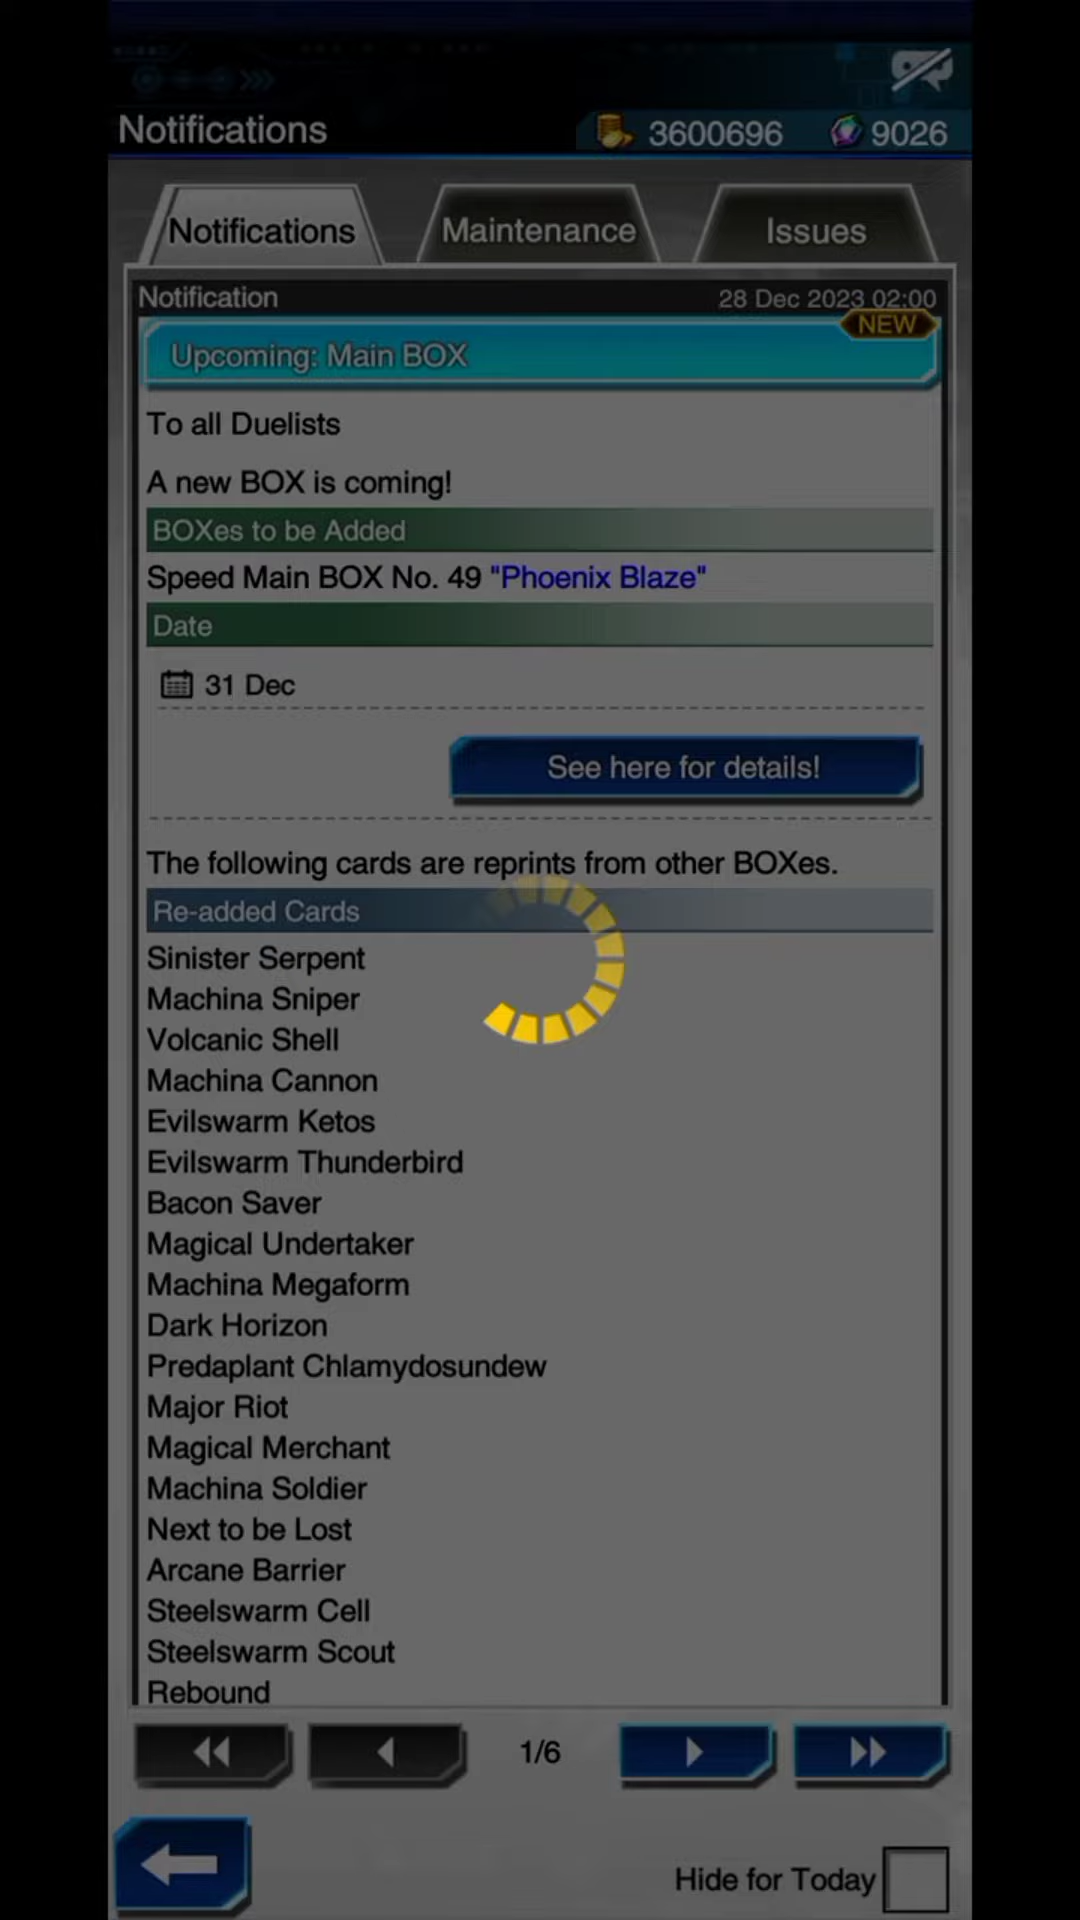 Notifications
3600696
9026
Notifications
Maintenance
Issues
Notification
28 Dec 2023 02:00
NEW
Upcoming: Main BOX
To all Duelists
A new BOX is coming!
BOXes to be Added
Speed Main BOX No. 49 "Phoenix Blaze"
Date
31 Dec
See here for details!
The following cards are reprints from other BOXes.
Re-added Cards
Sinister Serpent
Machina Sniper
Volcanic Shell
Machina Cannon
Evilswarm Ketos
Evilswarm Thunderbird
Bacon Saver
Magical Undertaker
Machina Megaform
Dark Horizon
Predaplant Chlamydosundew
Major Riot
Magical Merchant
Machina Soldier
Next to be Lost
Arcane Barrier
Steelswarm Cell
Steelswarm Scout
Rebound
1/6
Hide for Today